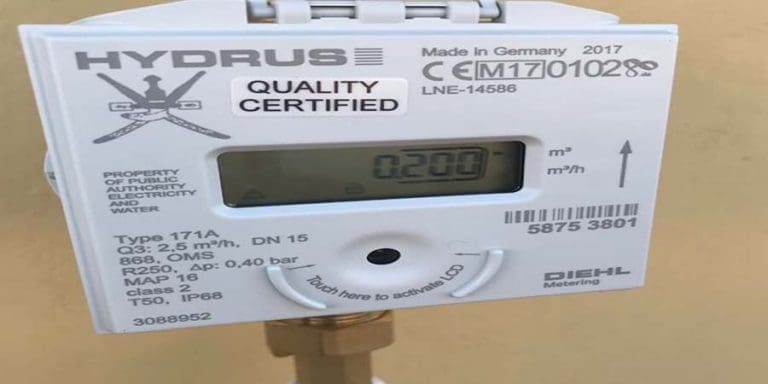 HYDRUS
Made In Germany 2017
CE M17 0102
LNE-14586
QUALITY
CERTIFIED
PROPERTY
OF PUBLIC
AUTHORITY
ELECTRICITY
AND
WATER
0.200
m³
m³/h
5875 3801
Type 171A
Q3: 2,5 m³/h, DN 15
868, OMS
R250, Δp: 0,40 bar
MAP 16
class 2
T50, IP68
3088952
Touch here to activate LCD
DIEHL
Metering